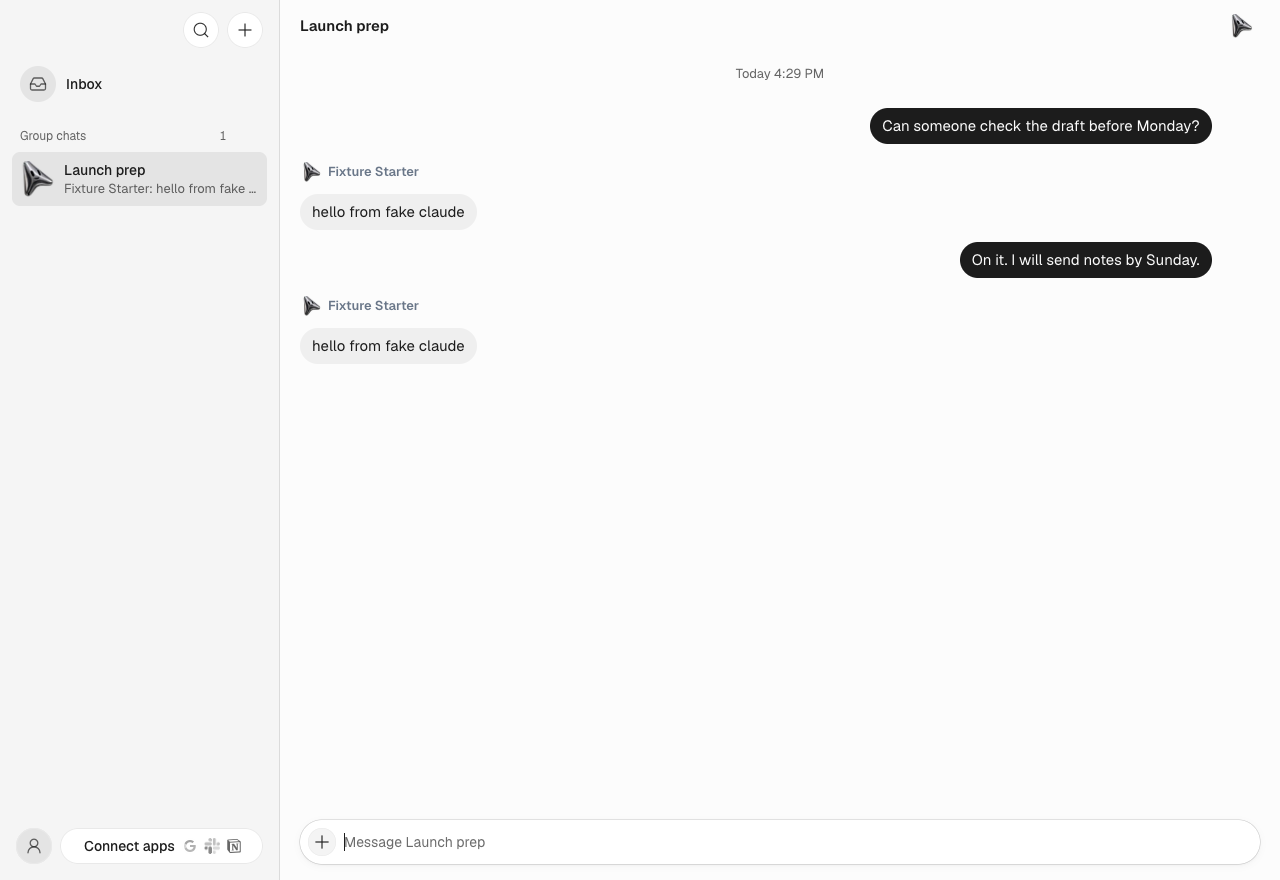 Inbox
Group chats 1
Launch prep
Fixture Starter: hello from fake …
Connect apps
Launch prep
Today 4:29 PM
Can someone check the draft before Monday?
Fixture Starter
hello from fake claude
On it. I will send notes by Sunday.
Fixture Starter
hello from fake claude
Message Launch prep